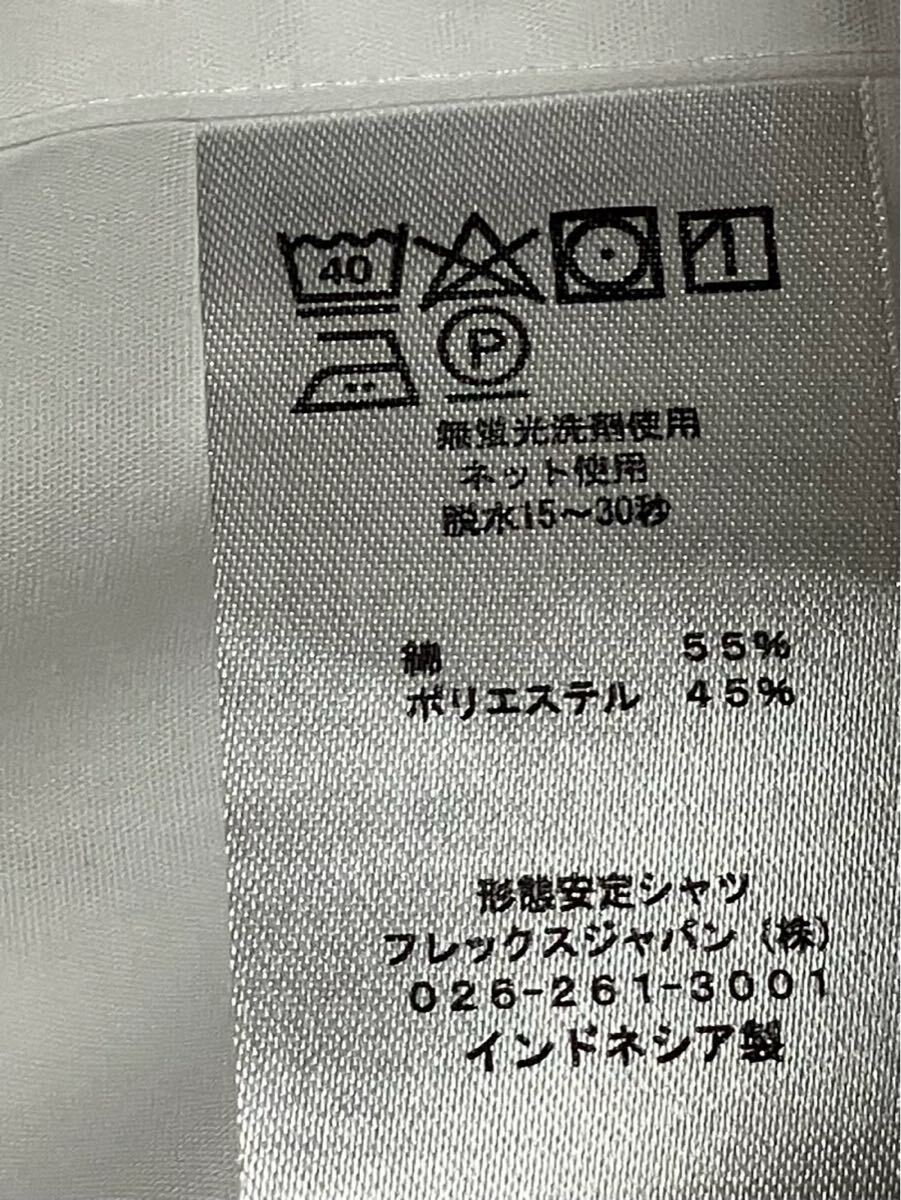 40
P
無蛍光洗剤使用
ネット使用
脱水15～30秒
綿 55%
ポリエステル 45%
形態安定シャツ
フレックスジャパン（株）
026-261-3001
インドネシア製